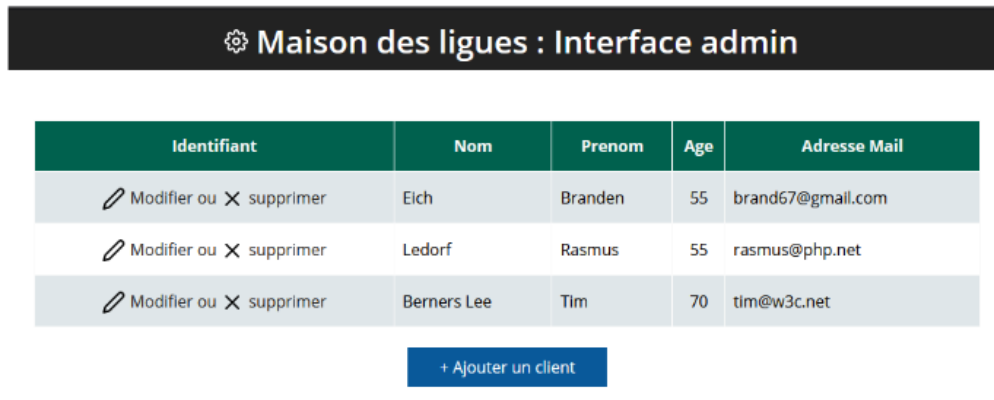 Maison des ligues : Interface admin
Identifiant Nom Prenom Age Adresse Mail
Modifier ou supprimer Eich Branden 55 brand67@gmail.com
Modifier ou supprimer Ledorf Rasmus 55 rasmus@php.net
Modifier ou supprimer Berners Lee Tim 70 tim@w3c.net
+ Ajouter un client